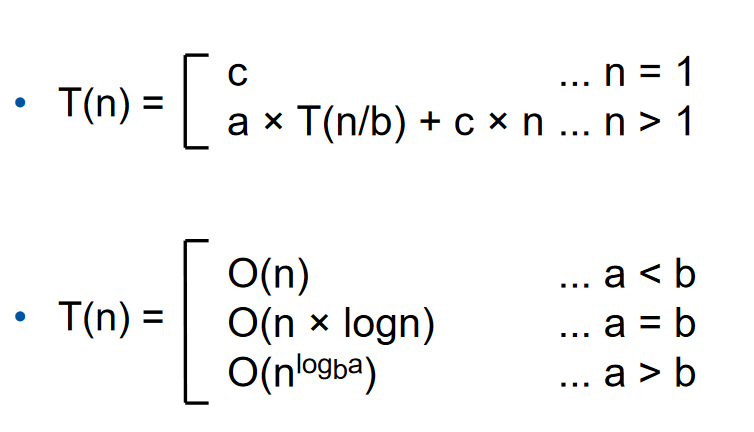 • T(n) = [ c ... n = 1
a × T(n/b) + c × n ... n > 1
• T(n) = [ O(n) ... a < b
O(n × logn) ... a = b
O(n^logba) ... a > b